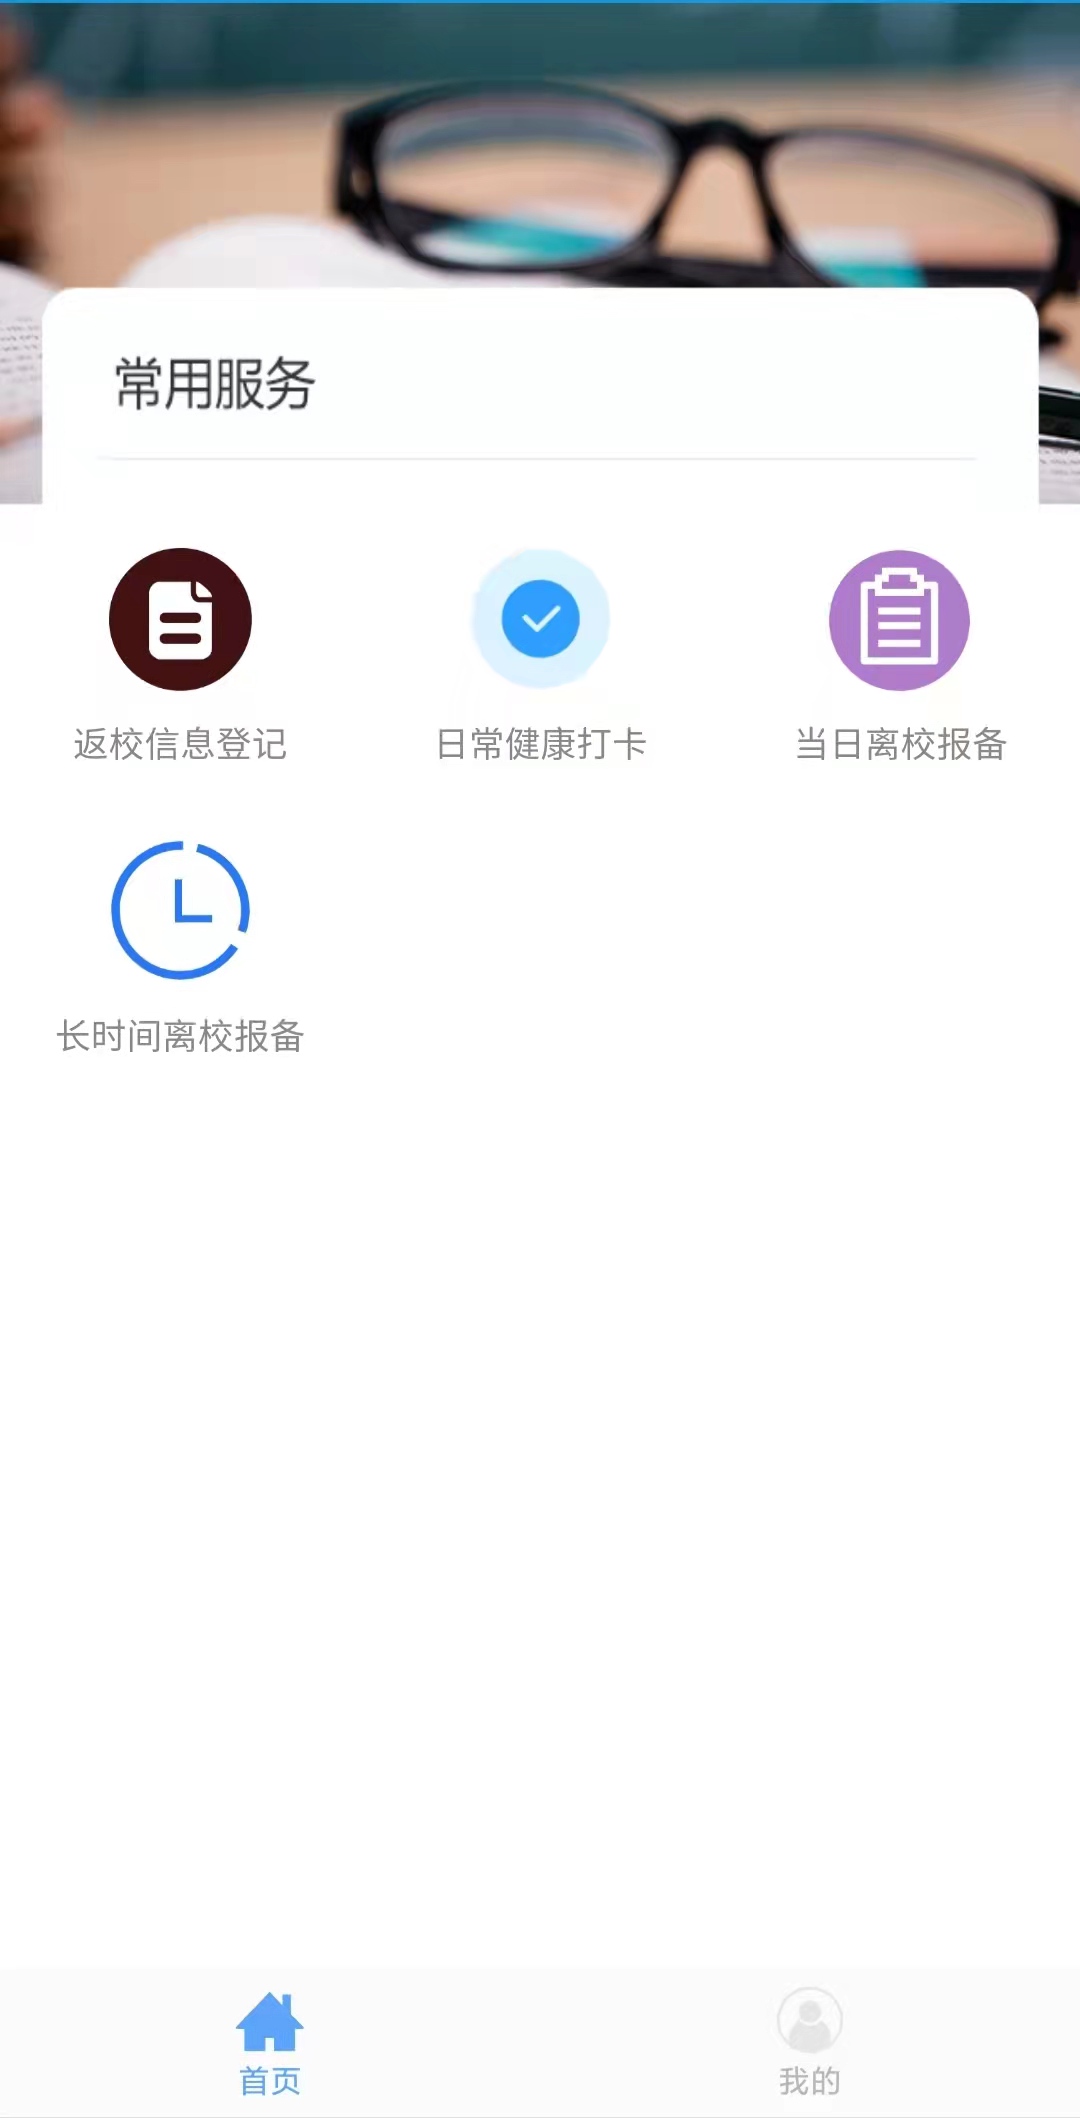 常用服务
返校信息登记
日常健康打卡
当日离校报备
长时间离校报备
首页
我的